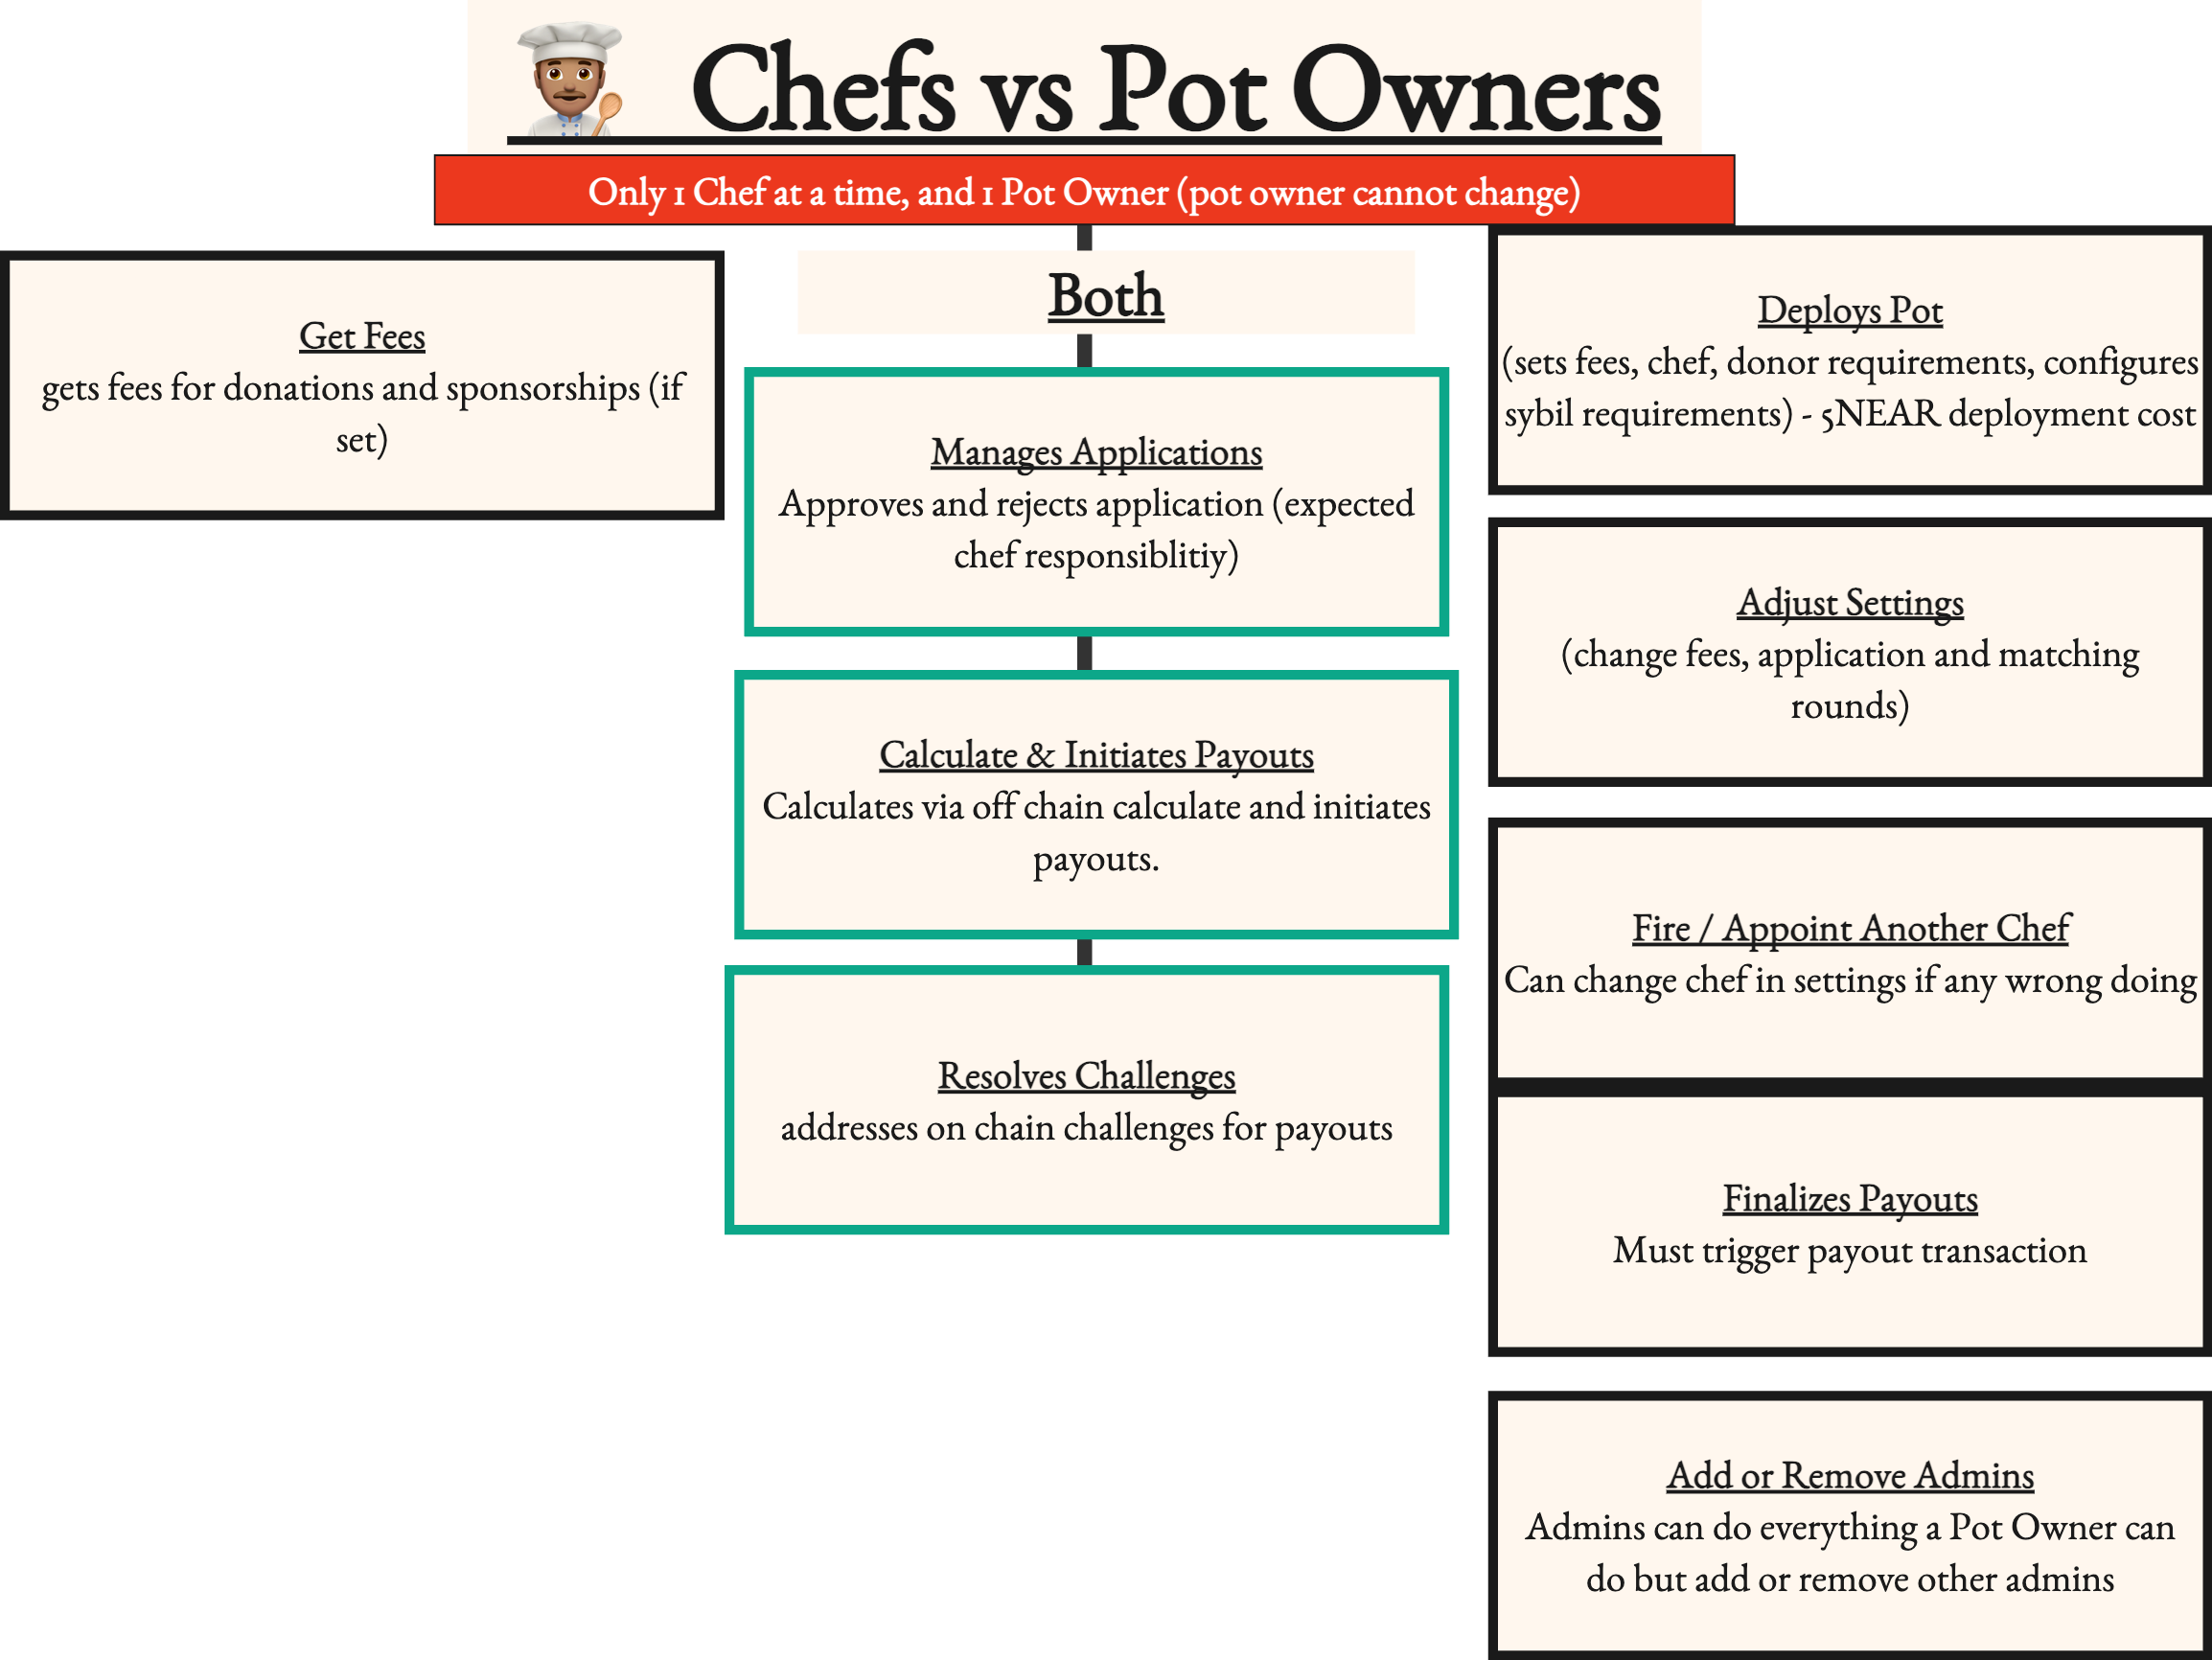 Chefs vs Pot Owners
Only 1 Chef at a time, and 1 Pot Owner (pot owner cannot change)
Get Fees
gets fees for donations and sponsorships (if
set)
Both
Manages Applications
Approves and rejects application (expected
chef responsiblitiy)
Calculate & Initiates Payouts
Calculates via off chain calculate and initiates
payouts.
Resolves Challenges
addresses on chain challenges for payouts
Deploys Pot
(sets fees, chef, donor requirements, configures
sybil requirements) - 5NEAR deployment cost
Adjust Settings
(change fees, application and matching
rounds)
Fire / Appoint Another Chef
Can change chef in settings if any wrong doing
Finalizes Payouts
Must trigger payout transaction
Add or Remove Admins
Admins can do everything a Pot Owner can
do but add or remove other admins